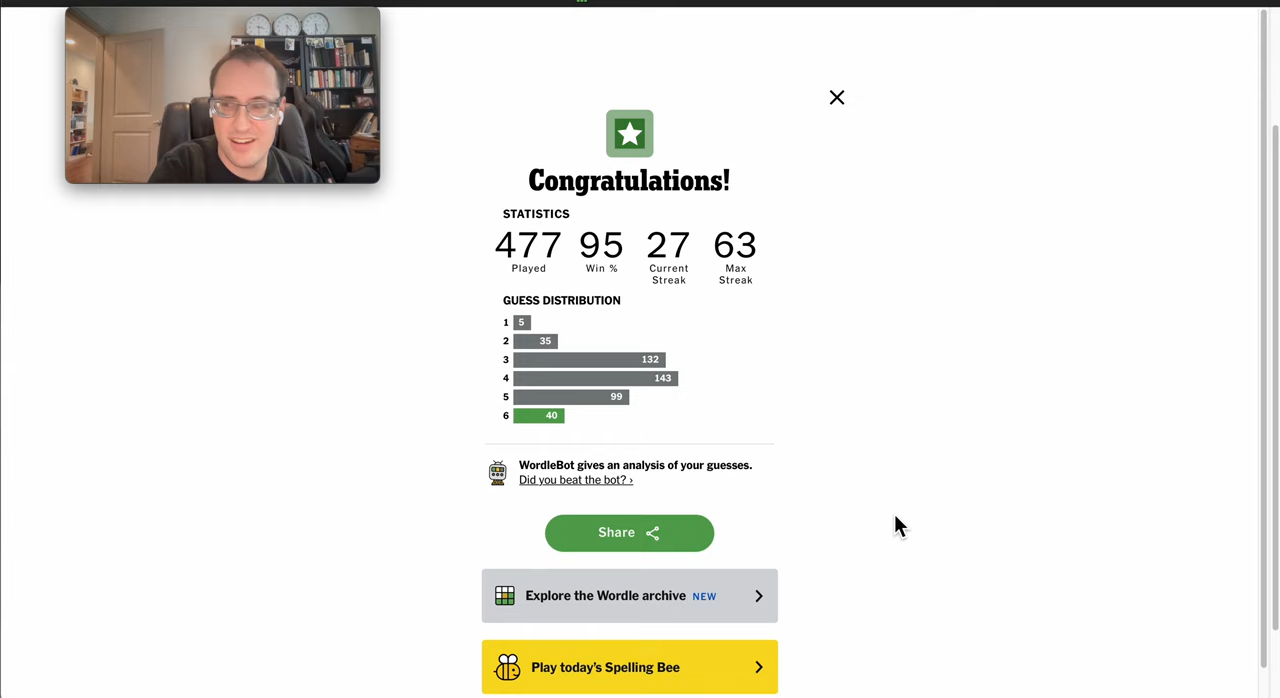 Congratulations!
STATISTICS
477 95 27 63
Played Win % Current Streak Max Streak
GUESS DISTRIBUTION
1 5
2 35
3 132
4 143
5 99
6 40
WordleBot gives an analysis of your guesses.
Did you beat the bot? ›
Share
Explore the Wordle archive NEW
Play today’s Spelling Bee